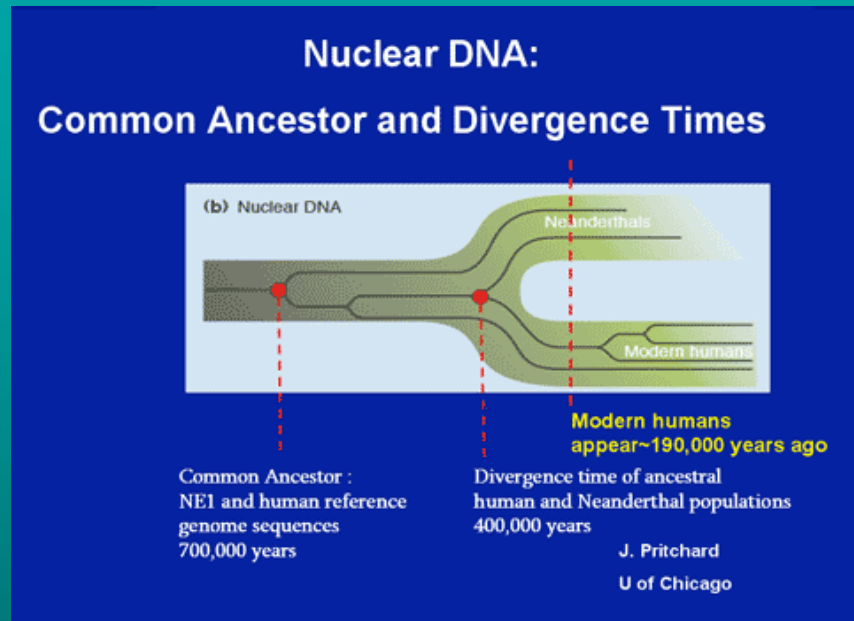 Nuclear DNA:
Common Ancestor and Divergence Times
(b) Nuclear DNA
Neanderthals
Modern humans
Modern humans
appear~190,000 years ago
Common Ancestor :
NE1 and human reference
genome sequences
700,000 years
Divergence time of ancestral
human and Neanderthal populations
400,000 years
J. Pritchard
U of Chicago